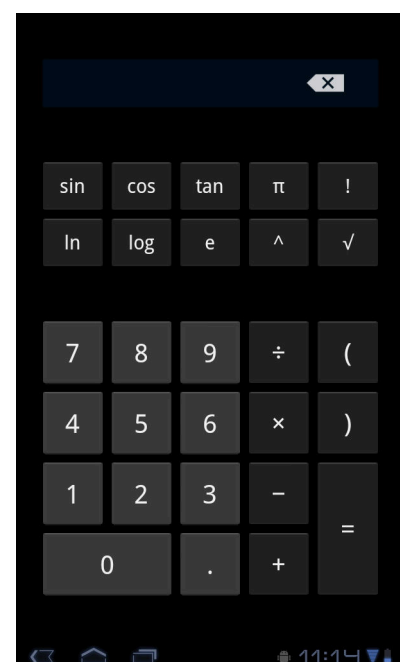 sin cos tan π !
ln log e ^ √
7 8 9 ÷ (
4 5 6 × )
1 2 3 −
=
0 . +
11:14